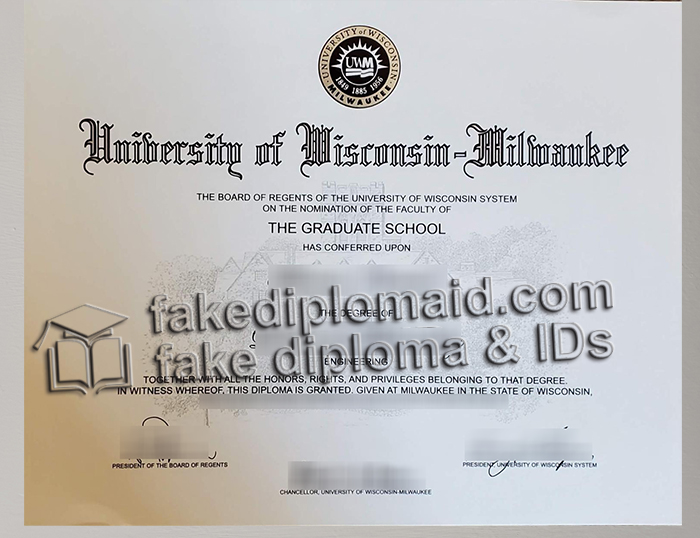 UNIVERSITY of WISCONSIN
UWM
1849 1885 1956
MILWAUKEE
University of Wisconsin-Milwaukee
THE BOARD OF REGENTS OF THE UNIVERSITY OF WISCONSIN SYSTEM
ON THE NOMINATION OF THE FACULTY OF
THE GRADUATE SCHOOL
HAS CONFERRED UPON
fakediplomaid.com
THE DEGREE OF
fake diploma & IDs
ENGINEERING
TOGETHER WITH ALL THE HONORS, RIGHTS, AND PRIVILEGES BELONGING TO THAT DEGREE.
IN WITNESS WHEREOF, THIS DIPLOMA IS GRANTED. GIVEN AT MILWAUKEE IN THE STATE OF WISCONSIN,
PRESIDENT OF THE BOARD OF REGENTS
PRESIDENT, UNIVERSITY OF WISCONSIN SYSTEM
CHANCELLOR, UNIVERSITY OF WISCONSIN-MILWAUKEE